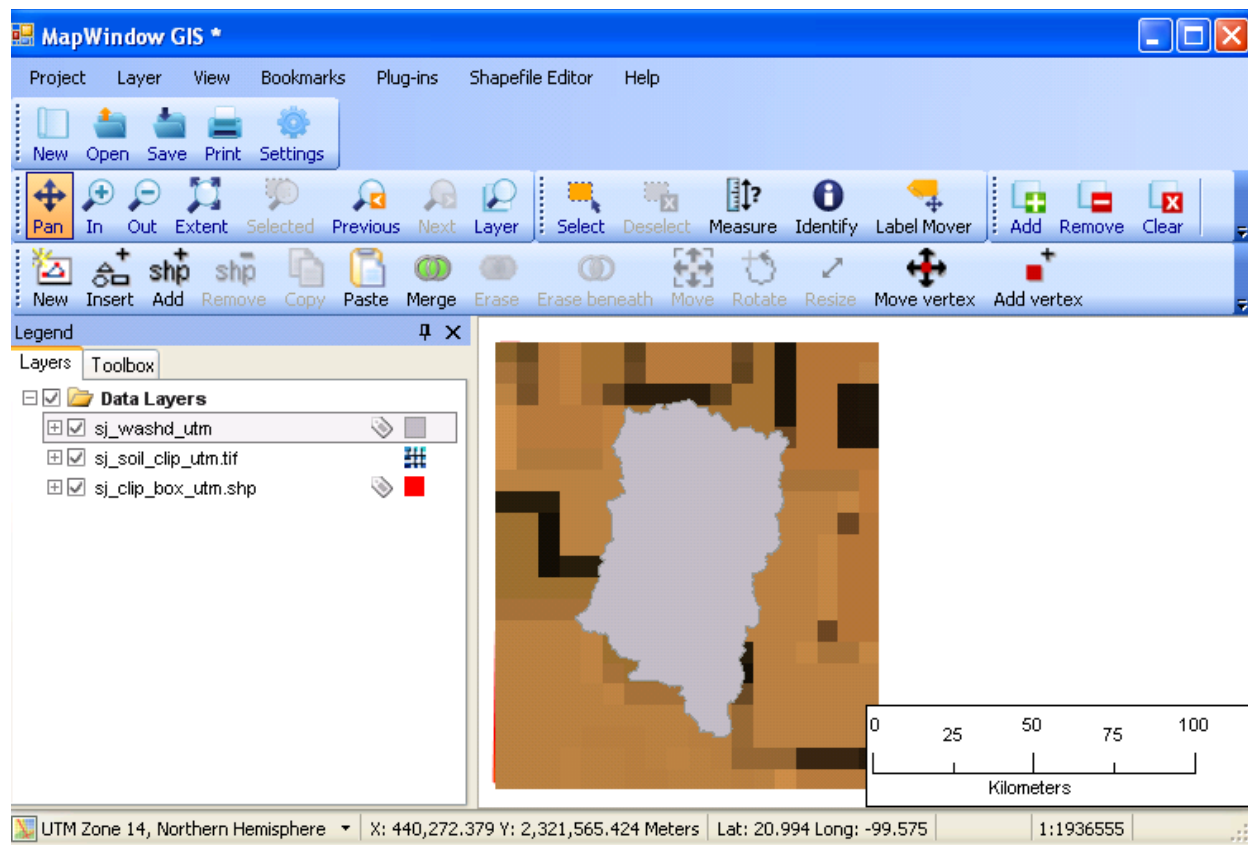 MapWindow GIS *
Project Layer View Bookmarks Plug-ins Shapefile Editor Help
New Open Save Print Settings
Pan In Out Extent Selected Previous Next Layer Select Deselect Measure Identify Label Mover Add Remove Clear
shp shp
New Insert Add Remove Copy Paste Merge Erase Erase beneath Move Rotate Resize Move vertex Add vertex
Legend
Layers Toolbox
Data Layers
sj_washd_utm
sj_soil_clip_utm.tif
sj_clip_box_utm.shp
0 25 50 75 100
Kilometers
UTM Zone 14, Northern Hemisphere X: 440,272.379 Y: 2,321,565.424 Meters Lat: 20.994 Long: -99.575 1:1936555